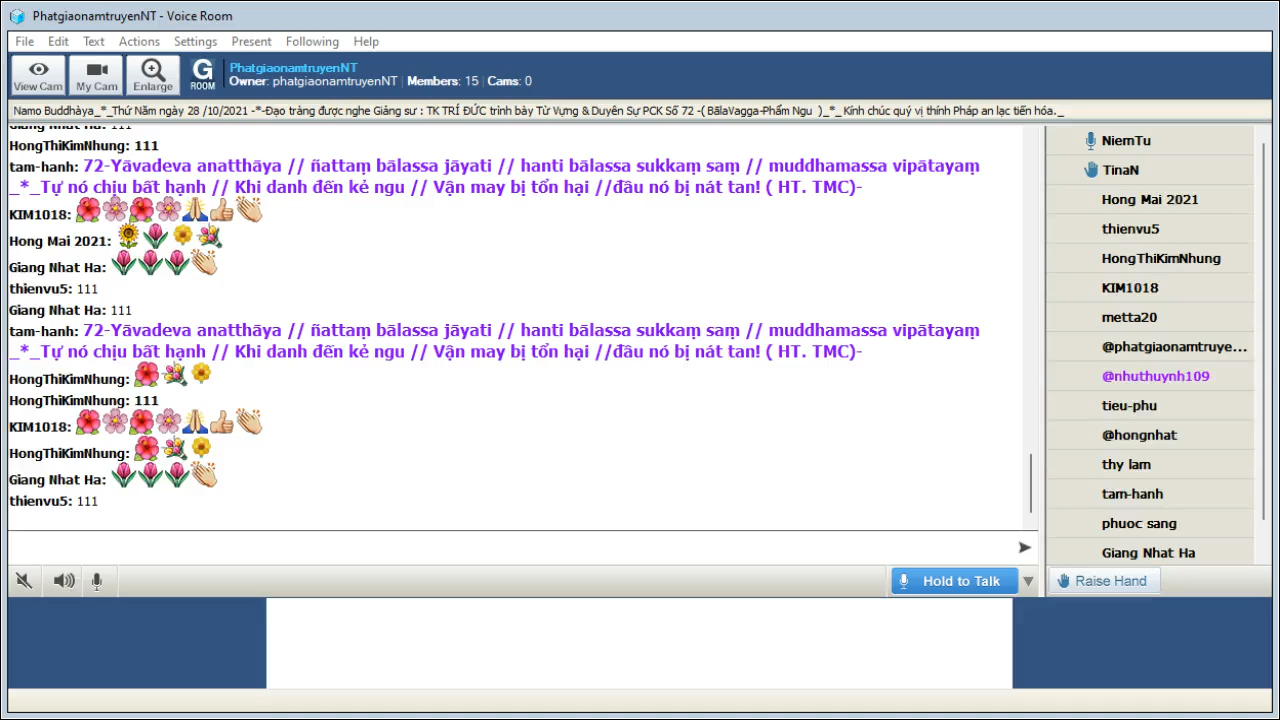 PhatgiaonamtruyenNT - Voice Room
File Edit Text Actions Settings Present Following Help
View Cam My Cam Enlarge G ROOM
PhatgiaonamtruyenNT
Owner: phatgiaonamtruyenNT | Members: 15 | Cams: 0
Namo Buddhàya_*_Thứ Năm ngày 28 /10/2021 -*-Đạo tràng được nghe Giảng sư : TK TRÍ ĐỨC trình bày Từ Vựng & Duyên Sự PCK Số 72 -( BãlaVagga-Phẩm Ngu )_*_Kính chúc quý vị thính Pháp an lạc tiến hóa._
Giang Nhat Ha: 111
HongThiKimNhung: 111
tam-hanh: 72-Yāvadeva anatthāya // ñattaṃ bālassa jāyati // hanti bālassa sukkaṃ saṃ // muddhamassa vipātayaṃ
_*_Tự nó chịu bất hạnh // Khi danh đến kẻ ngu // Vận may bị tổn hại //đầu nó bị nát tan! ( HT. TMC)-
KIM1018:
Hong Mai 2021:
Giang Nhat Ha:
thienvu5: 111
Giang Nhat Ha: 111
tam-hanh: 72-Yāvadeva anatthāya // ñattaṃ bālassa jāyati // hanti bālassa sukkaṃ saṃ // muddhamassa vipātayaṃ
_*_Tự nó chịu bất hạnh // Khi danh đến kẻ ngu // Vận may bị tổn hại //đầu nó bị nát tan! ( HT. TMC)-
HongThiKimNhung:
HongThiKimNhung: 111
KIM1018:
HongThiKimNhung:
Giang Nhat Ha:
thienvu5: 111
NiemTu
TinaN
Hong Mai 2021
thienvu5
HongThiKimNhung
KIM1018
metta20
@phatgiaonamtruye...
@nhuthuynh109
tieu-phu
@hongnhat
thy lam
tam-hanh
phuoc sang
Giang Nhat Ha
Hold to Talk
Raise Hand